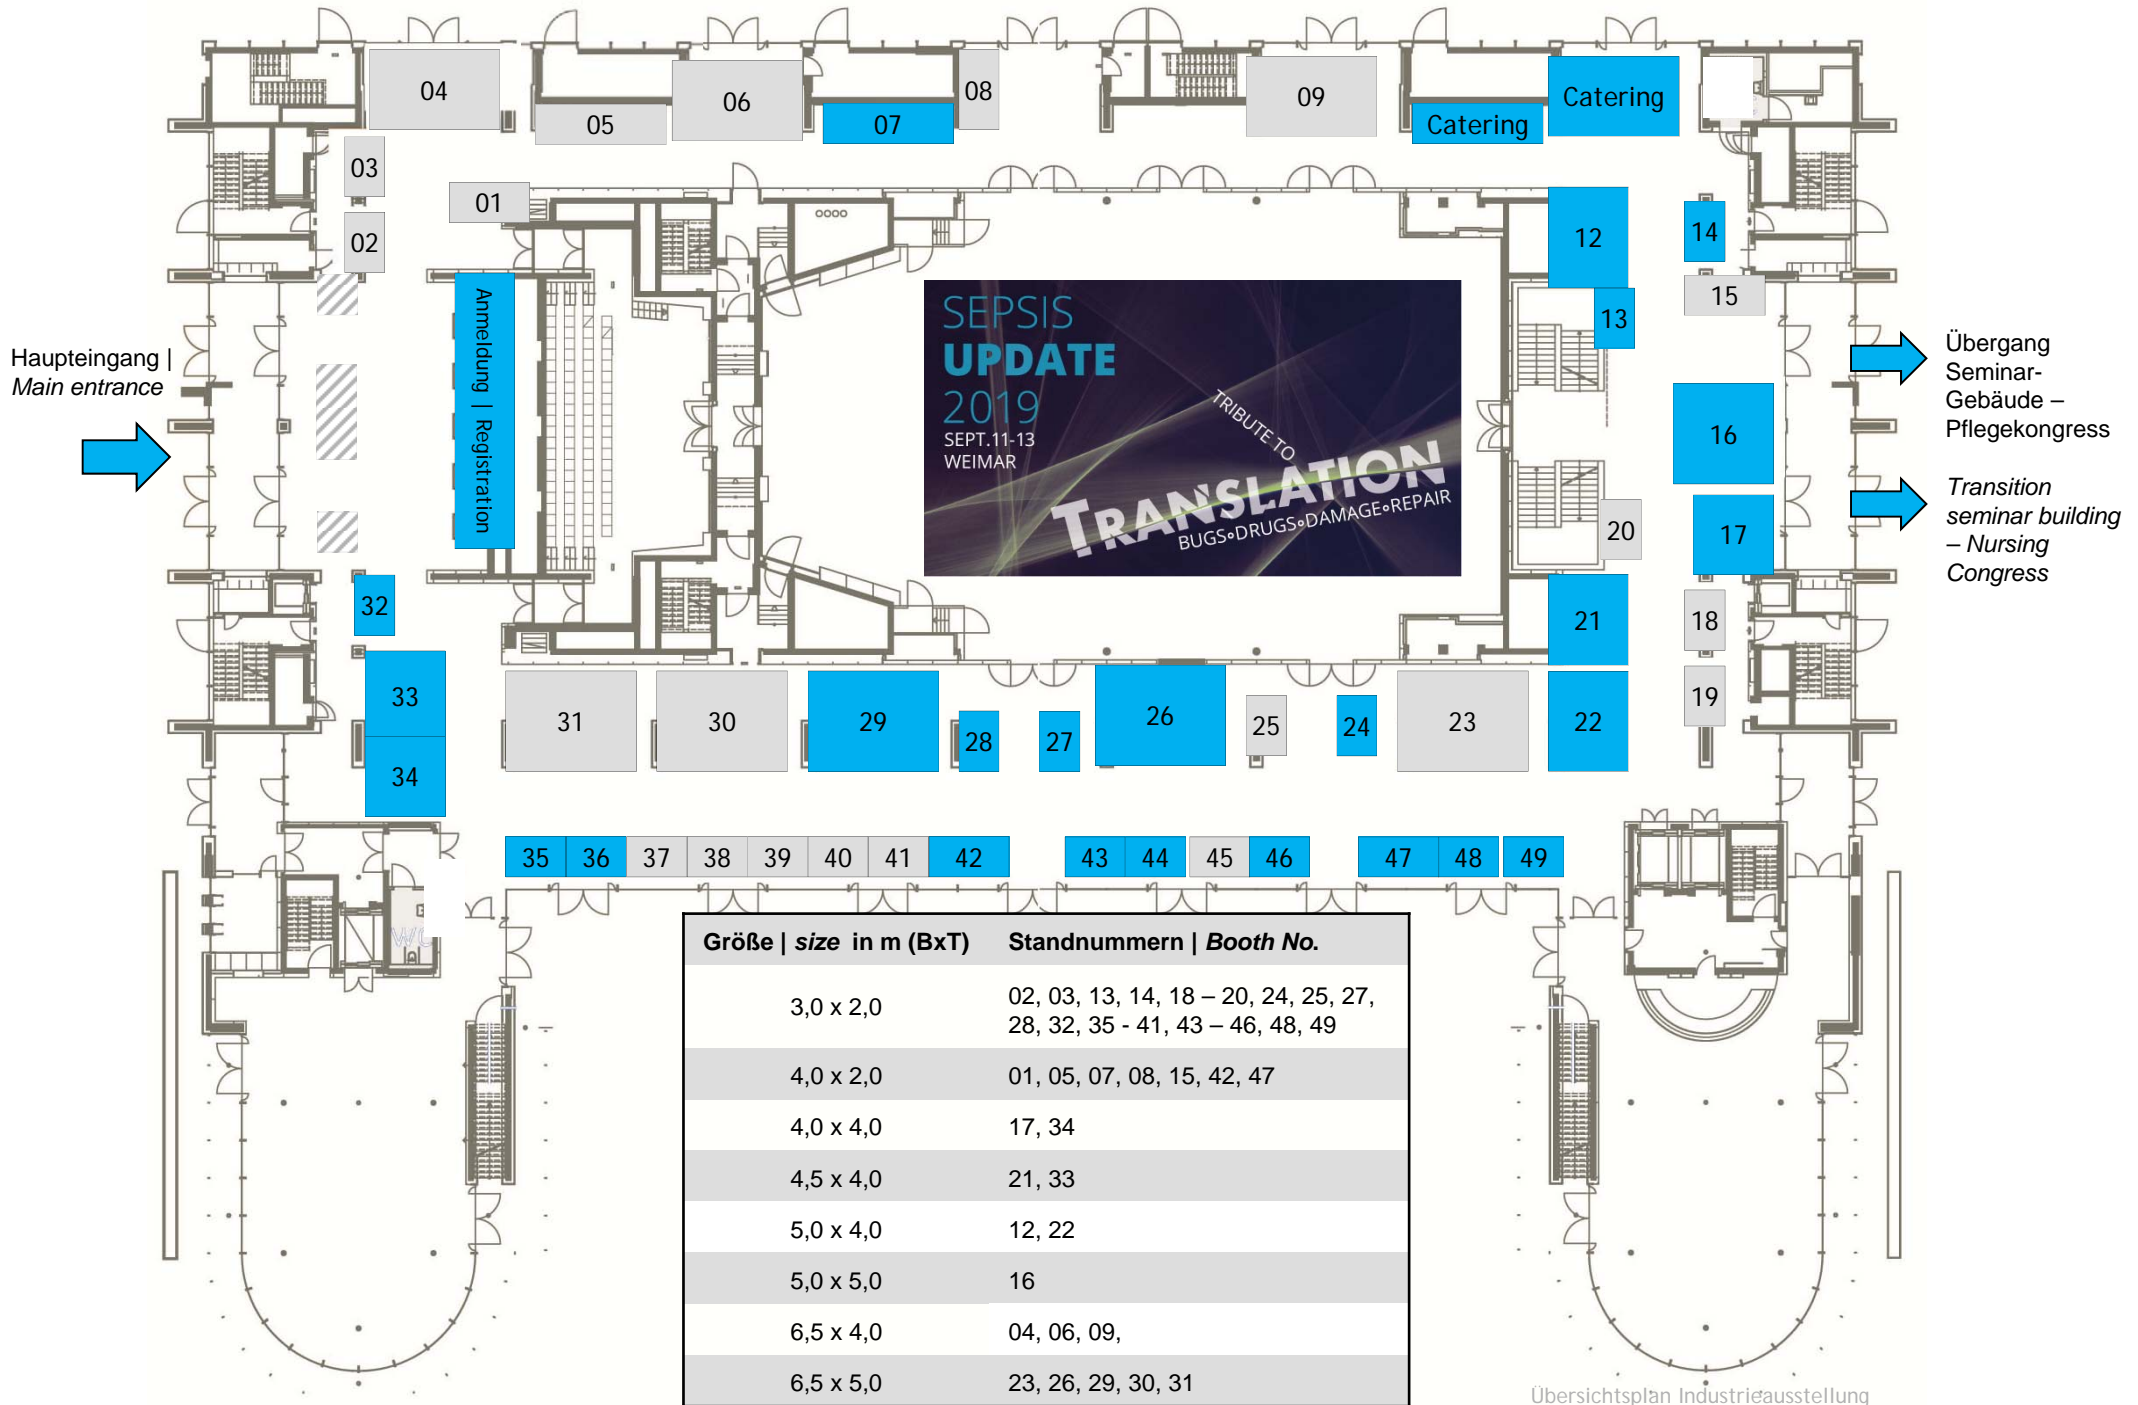 04
05
06
07
08
09
Catering
Catering
03
02
01
12
13
14
15
Anmeldung | Registration
SEPSIS
UPDATE
2019
SEPT.11-13
WEIMAR
TRIBUTE TO
TRANSLATION
BUGS∘DRUGS∘DAMAGE∘REPAIR
Haupteingang |
Main entrance
Übergang
Seminar-
Gebäude –
Pflegekongress
Transition
seminar building
– Nursing
Congress
16
17
20
18
19
21
22
32
33
34
31
30
29
28
27
26
25
24
23
35
36
37
38
39
40
41
42
43
44
45
46
47
48
49
Größe | size in m (BxT) Standnummern | Booth No.
3,0 x 2,0 02, 03, 13, 14, 18 – 20, 24, 25, 27,
28, 32, 35 - 41, 43 – 46, 48, 49
4,0 x 2,0 01, 05, 07, 08, 15, 42, 47
4,0 x 4,0 17, 34
4,5 x 4,0 21, 33
5,0 x 4,0 12, 22
5,0 x 5,0 16
6,5 x 4,0 04, 06, 09,
6,5 x 5,0 23, 26, 29, 30, 31
Übersichtsplan Industrieausstellung